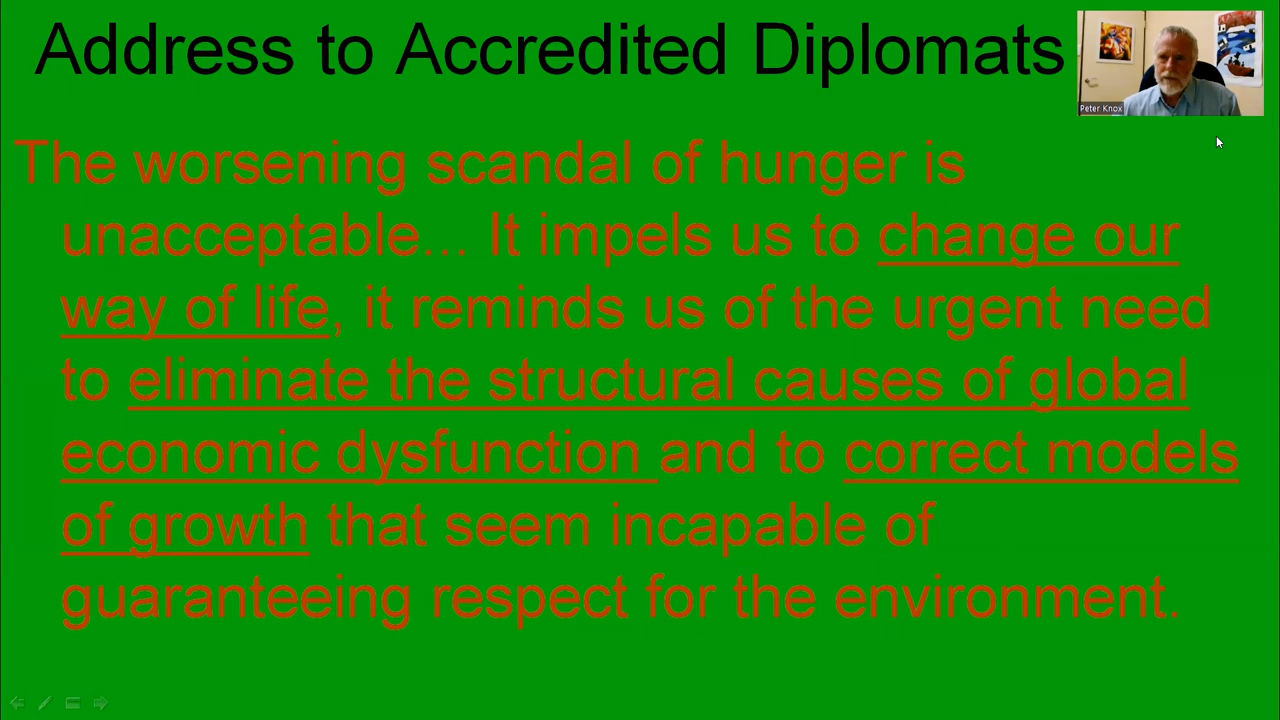 Address to Accredited Diplomats
Peter Knox
The worsening scandal of hunger is
unacceptable... It impels us to change our
way of life, it reminds us of the urgent need
to eliminate the structural causes of global
economic dysfunction and to correct models
of growth that seem incapable of
guaranteeing respect for the environment.